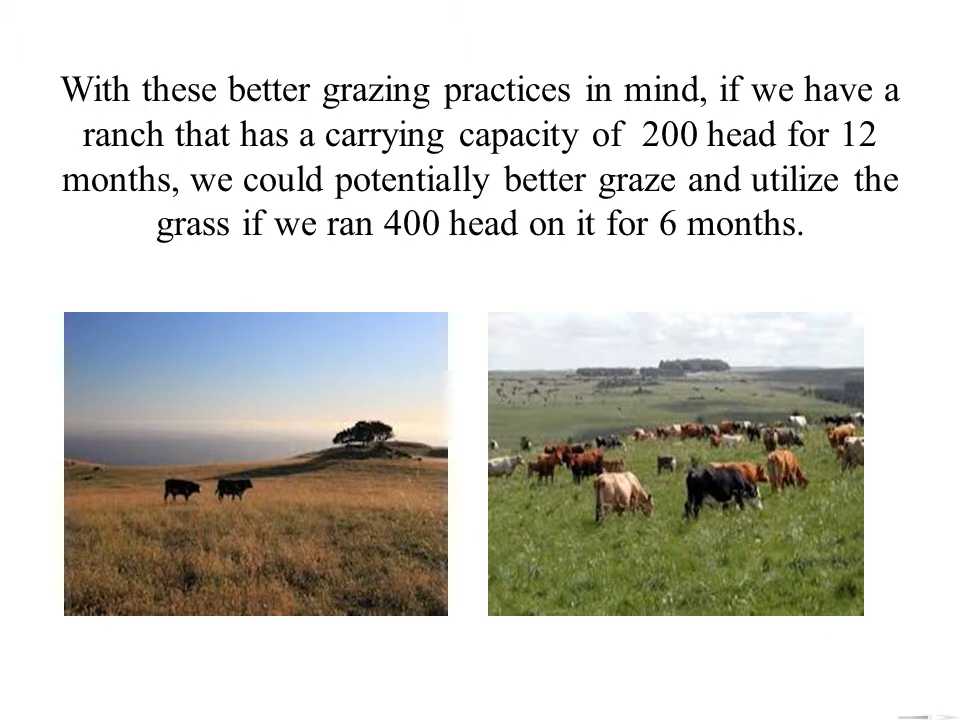 With these better grazing practices in mind, if we have a
ranch that has a carrying capacity of  200 head for 12
months, we could potentially better graze and utilize the
grass if we ran 400 head on it for 6 months.